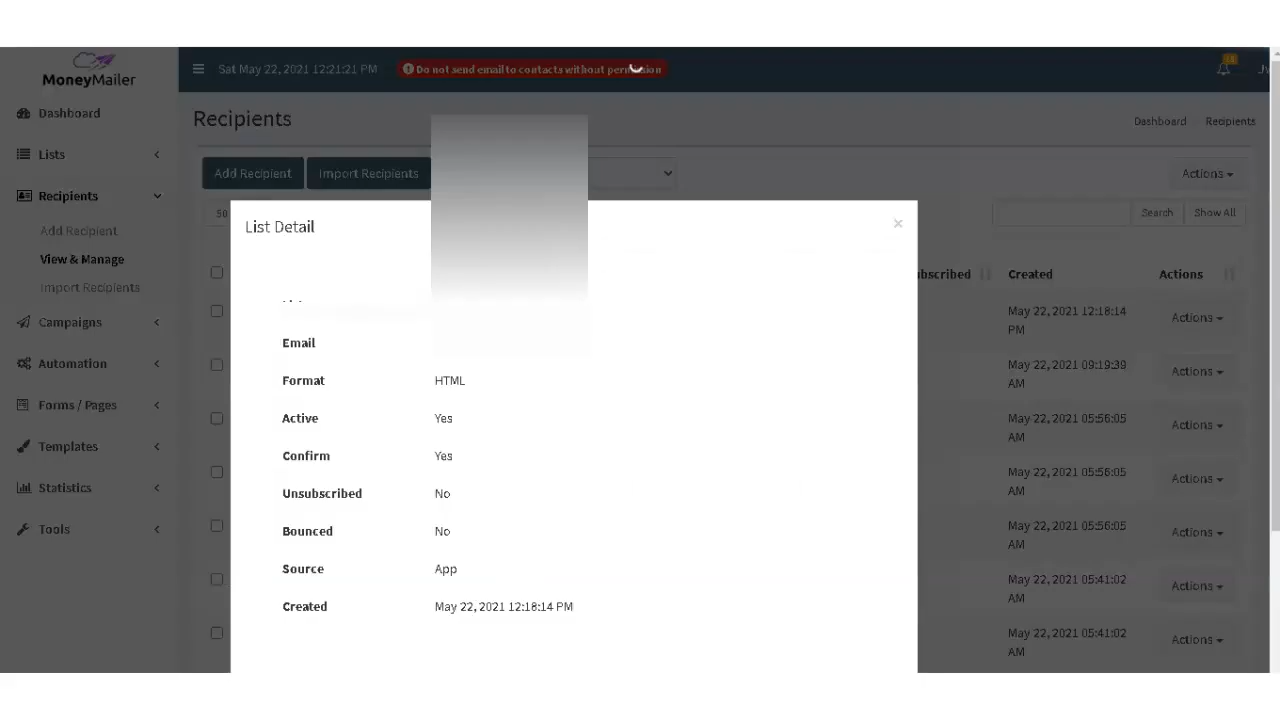 MoneyMailer
Sat May 22, 2021 12:21:21 PM
Do not send email to contacts without permission
Dashboard
Lists
Recipients
Add Recipient
View & Manage
Import Recipients
Campaigns
Automation
Forms / Pages
Templates
Statistics
Tools
Recipients
Dashboard
Recipients
Add Recipient
Import Recipients
Actions
50
Search
Show All
Created
Actions
May 22, 2021 12:18:14
PM
Actions
May 22, 2021 09:19:39
AM
Actions
May 22, 2021 05:56:05
AM
Actions
May 22, 2021 05:56:05
AM
Actions
May 22, 2021 05:56:05
AM
Actions
May 22, 2021 05:41:02
AM
Actions
May 22, 2021 05:41:02
AM
Actions
List Detail
×
Email
Format HTML
Active Yes
Confirm Yes
Unsubscribed No
Bounced No
Source App
Created May 22, 2021 12:18:14 PM